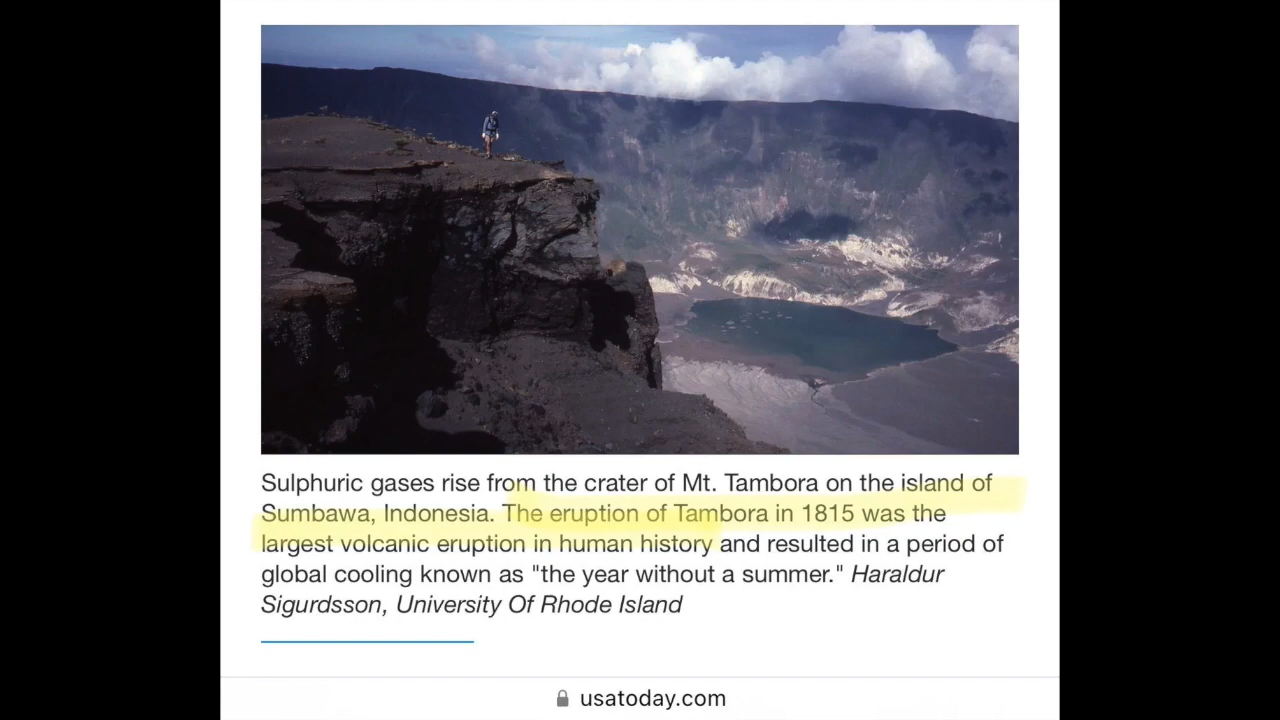 Sulphuric gases rise from the crater of Mt. Tambora on the island of
Sumbawa, Indonesia. The eruption of Tambora in 1815 was the
largest volcanic eruption in human history and resulted in a period of
global cooling known as "the year without a summer." Haraldur
Sigurdsson, University Of Rhode Island
usatoday.com